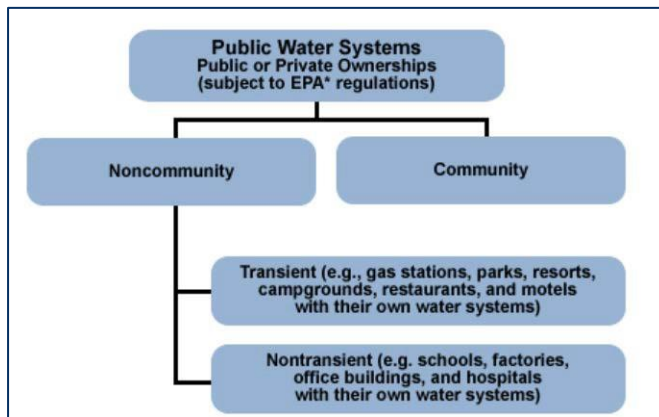 Public Water Systems
Public or Private Ownerships
(subject to EPA* regulations)
Noncommunity
Community
Transient (e.g., gas stations, parks, resorts,
campgrounds, restaurants, and motels
with their own water systems)
Nontransient (e.g. schools, factories,
office buildings, and hospitals
with their own water systems)